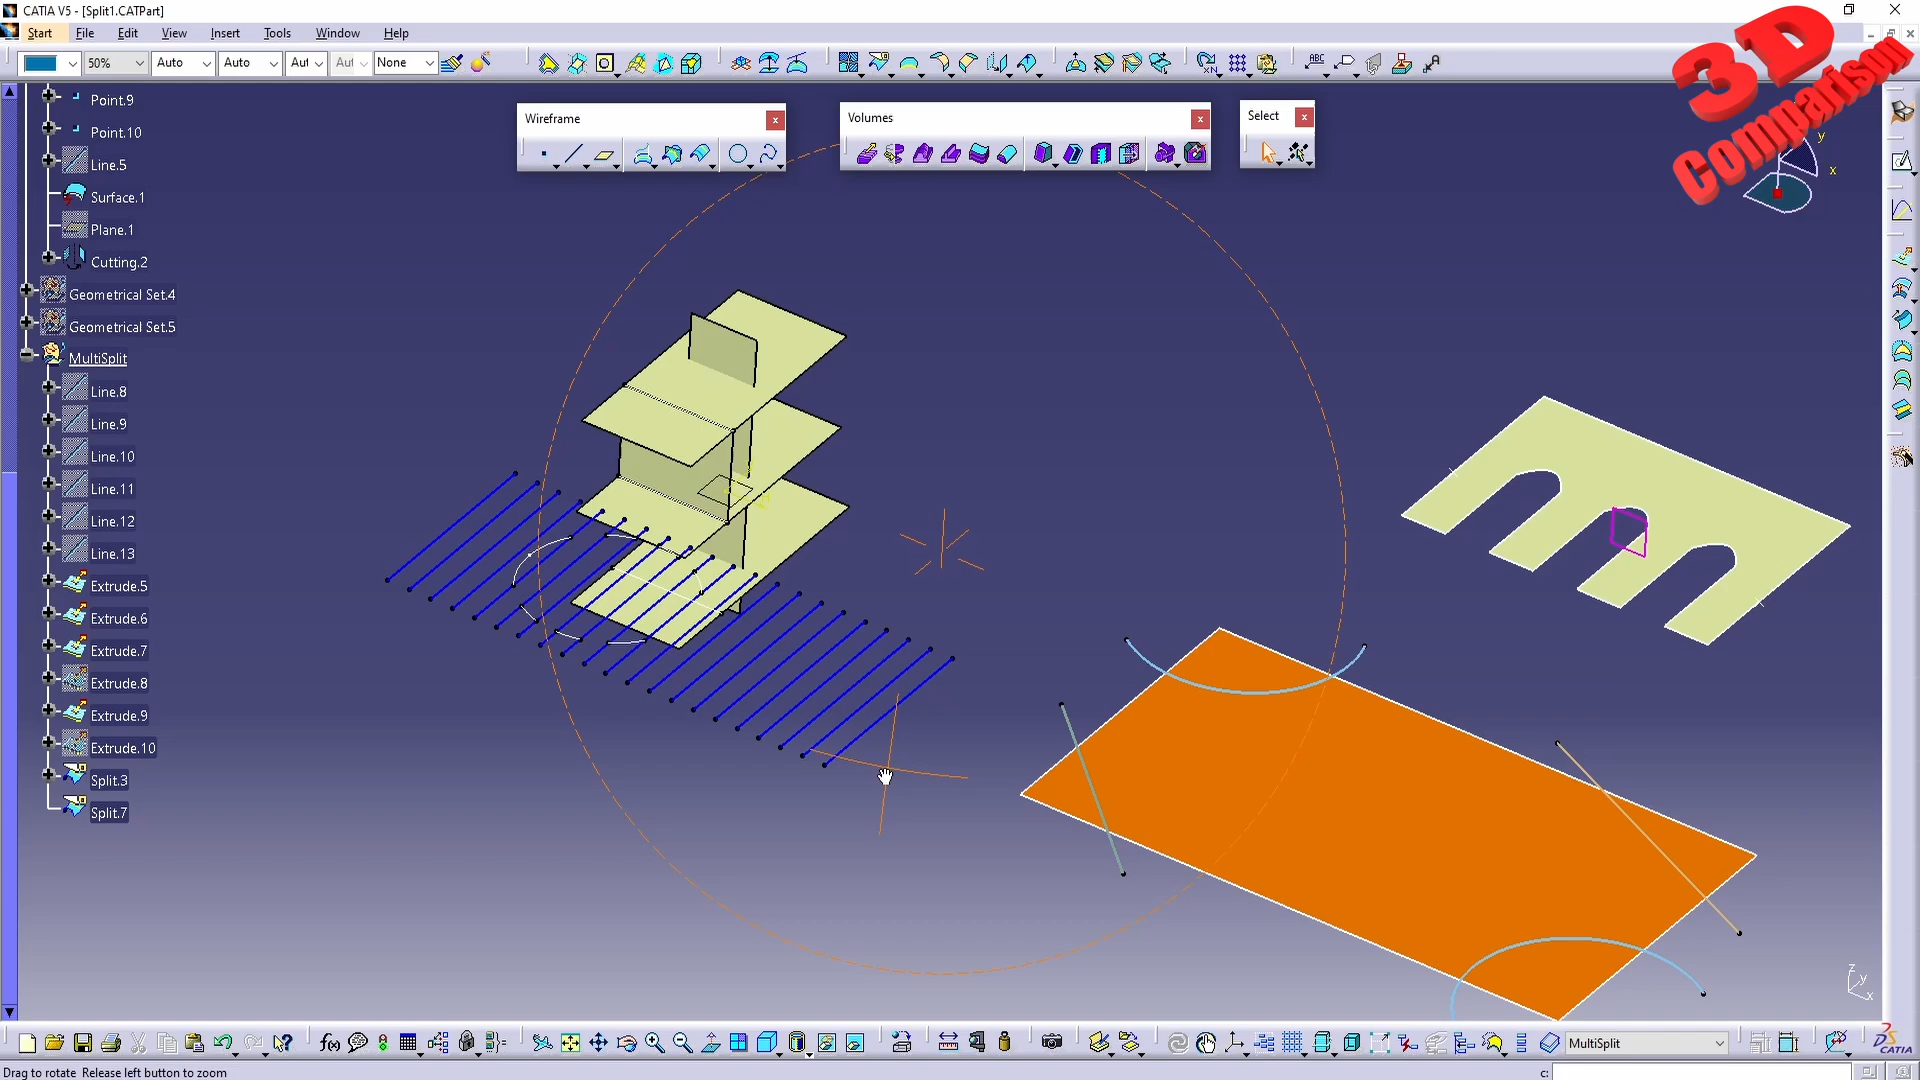 CATIA V5 - [Split1.CATPart]
Start File Edit View Insert Tools Window Help
50% Auto Auto Aut Aut None
ABC
3D
Comparison
Wireframe
Volumes
Select
y
x
Point.9
Point.10
Line.5
Surface.1
Plane.1
Cutting.2
Geometrical Set.4
Geometrical Set.5
MultiSplit
Line.8
Line.9
Line.10
Line.11
Line.12
Line.13
Extrude.5
Extrude.6
Extrude.7
Extrude.8
Extrude.9
Extrude.10
Split.3
Split.7
z
y
x
f(x)
MultiSplit
CATIA
Drag to rotate Release left button to zoom
c: